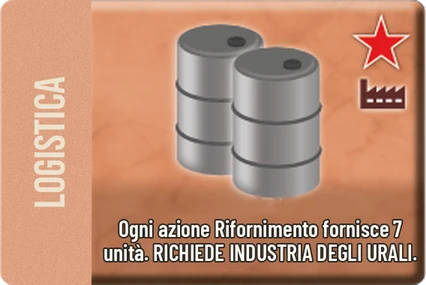 LOGISTICA
Ogni azione Rifornimento fornisce 7
unità. RICHIEDE INDUSTRIA DEGLI URALI.